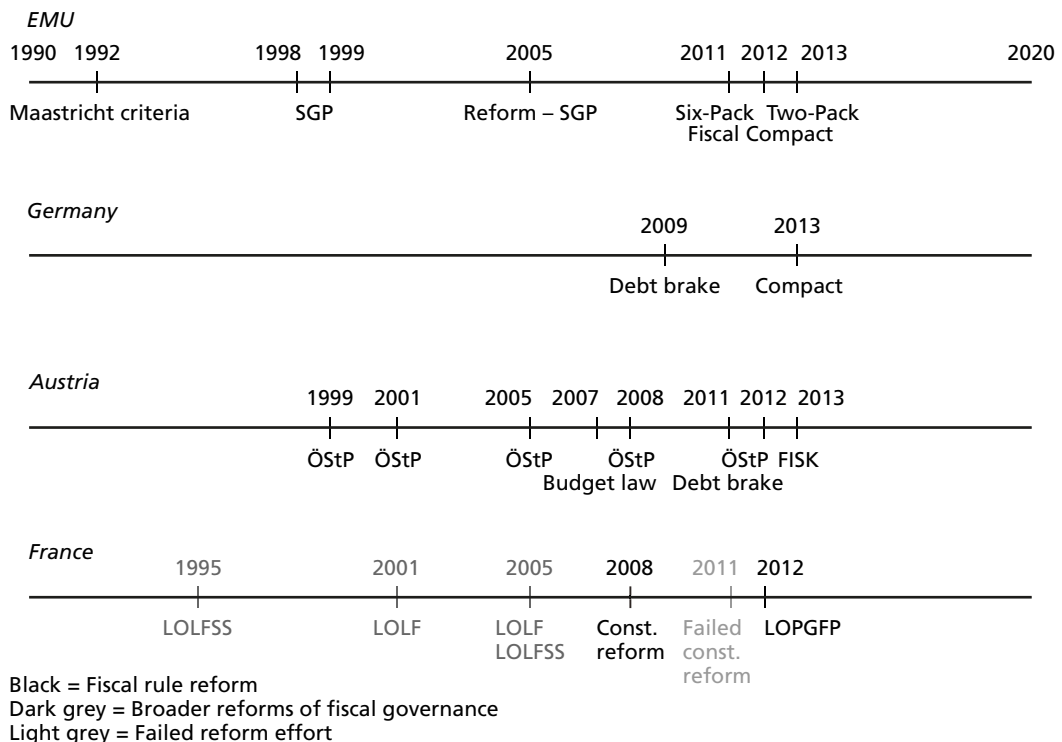 EMU
1990 1992 1998 1999 2005 2011 2012 2013 2020
Maastricht criteria SGP Reform – SGP Six-Pack Two-Pack
Fiscal Compact
Germany
2009 2013
Debt brake Compact
Austria
1999 2001 2005 2007 2008 2011 2012 2013
ÖStP ÖStP ÖStP ÖStP ÖStP FISK
Budget law Debt brake
France
1995 2001 2005 2008 2011 2012
LOLFSS LOLF LOLF Const. Failed LOPGFP
LOLFSS reform const.
reform
Black = Fiscal rule reform
Dark grey = Broader reforms of fiscal governance
Light grey = Failed reform effort